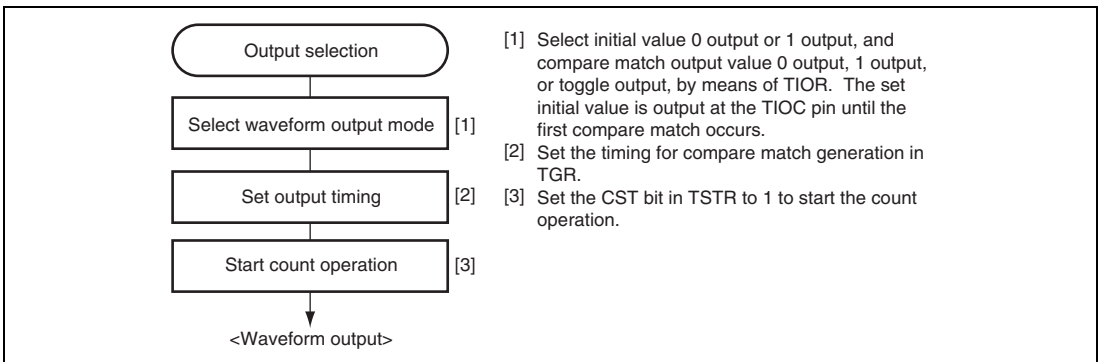 Output selection
Select waveform output mode [1]
Set output timing [2]
Start count operation [3]
<Waveform output>
[1] Select initial value 0 output or 1 output, and
compare match output value 0 output, 1 output,
or toggle output, by means of TIOR. The set
initial value is output at the TIOC pin until the
first compare match occurs.
[2] Set the timing for compare match generation in
TGR.
[3] Set the CST bit in TSTR to 1 to start the count
operation.